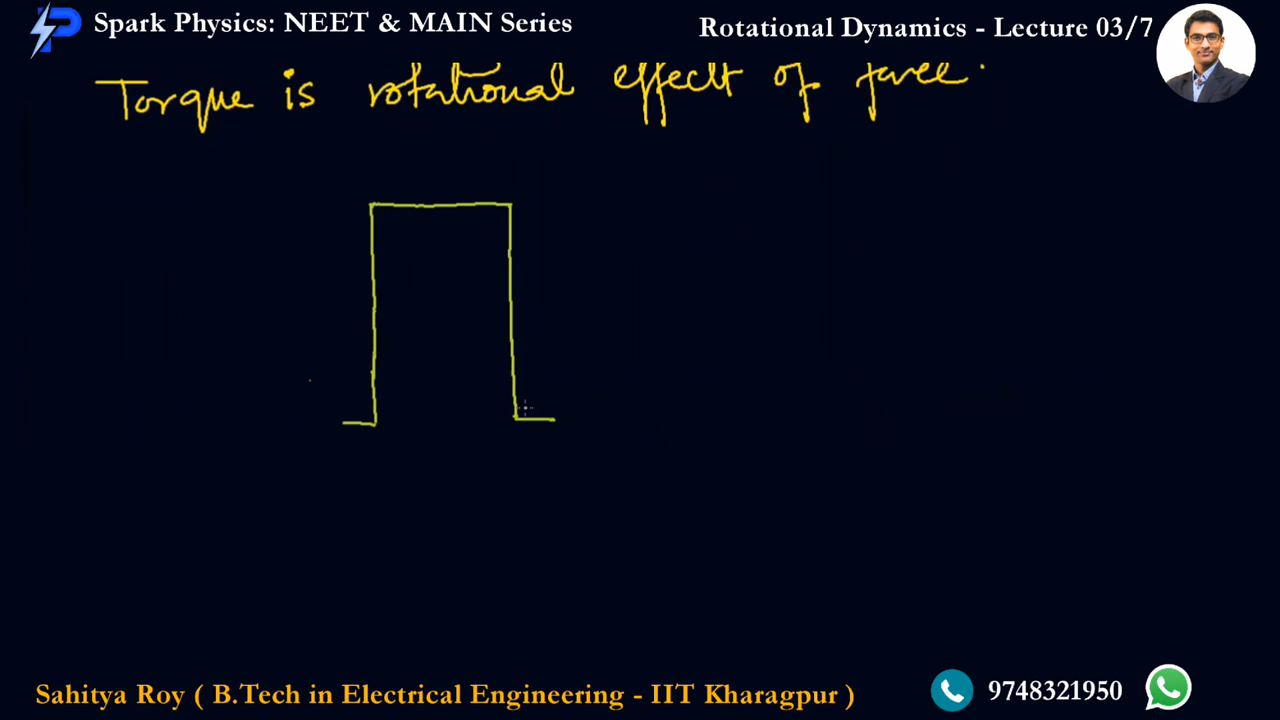 Spark Physics: NEET & MAIN Series
Rotational Dynamics - Lecture 03/7
Torque is rotational effect of force.
Sahitya Roy ( B.Tech in Electrical Engineering - IIT Kharagpur )
9748321950